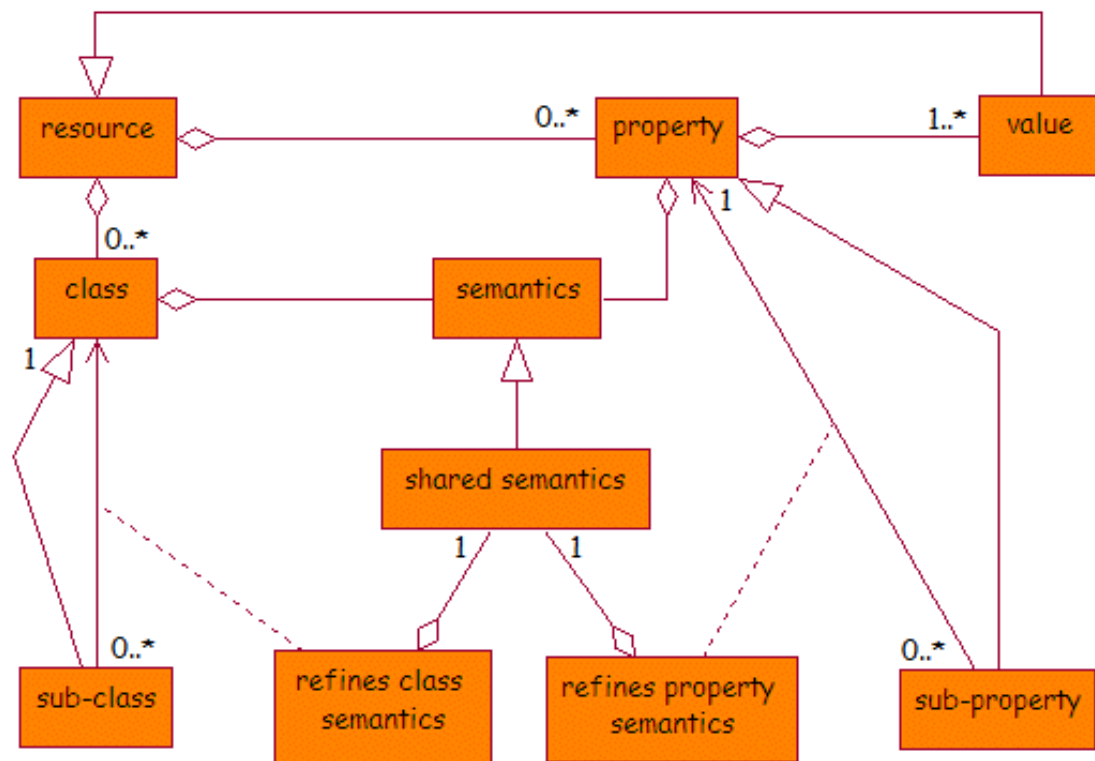 resource
0..*
property
1..*
value
1
0..*
class
semantics
1
shared semantics
1
1
0..*
sub-class
refines class
semantics
refines property
semantics
0..*
sub-property